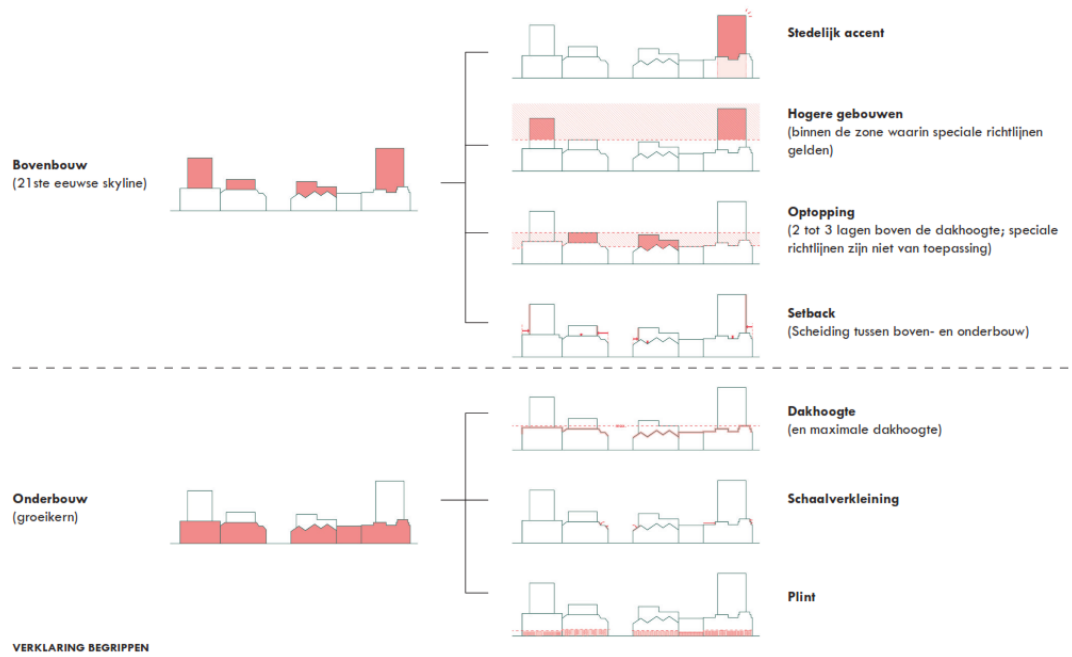 Stedelijk accent
Hogere gebouwen
(binnen de zone waarin speciale richtlijnen
gelden)
Bovenbouw
(21ste eeuwse skyline)
Optopping
(2 tot 3 lagen boven de dakhoogte; speciale
richtlijnen zijn niet van toepassing)
Setback
(Scheiding tussen boven- en onderbouw)
Dakhoogte
(en maximale dakhoogte)
Onderbouw
(groeikern)
Schaalverkleining
Plint
VERKLARING BEGRIPPEN